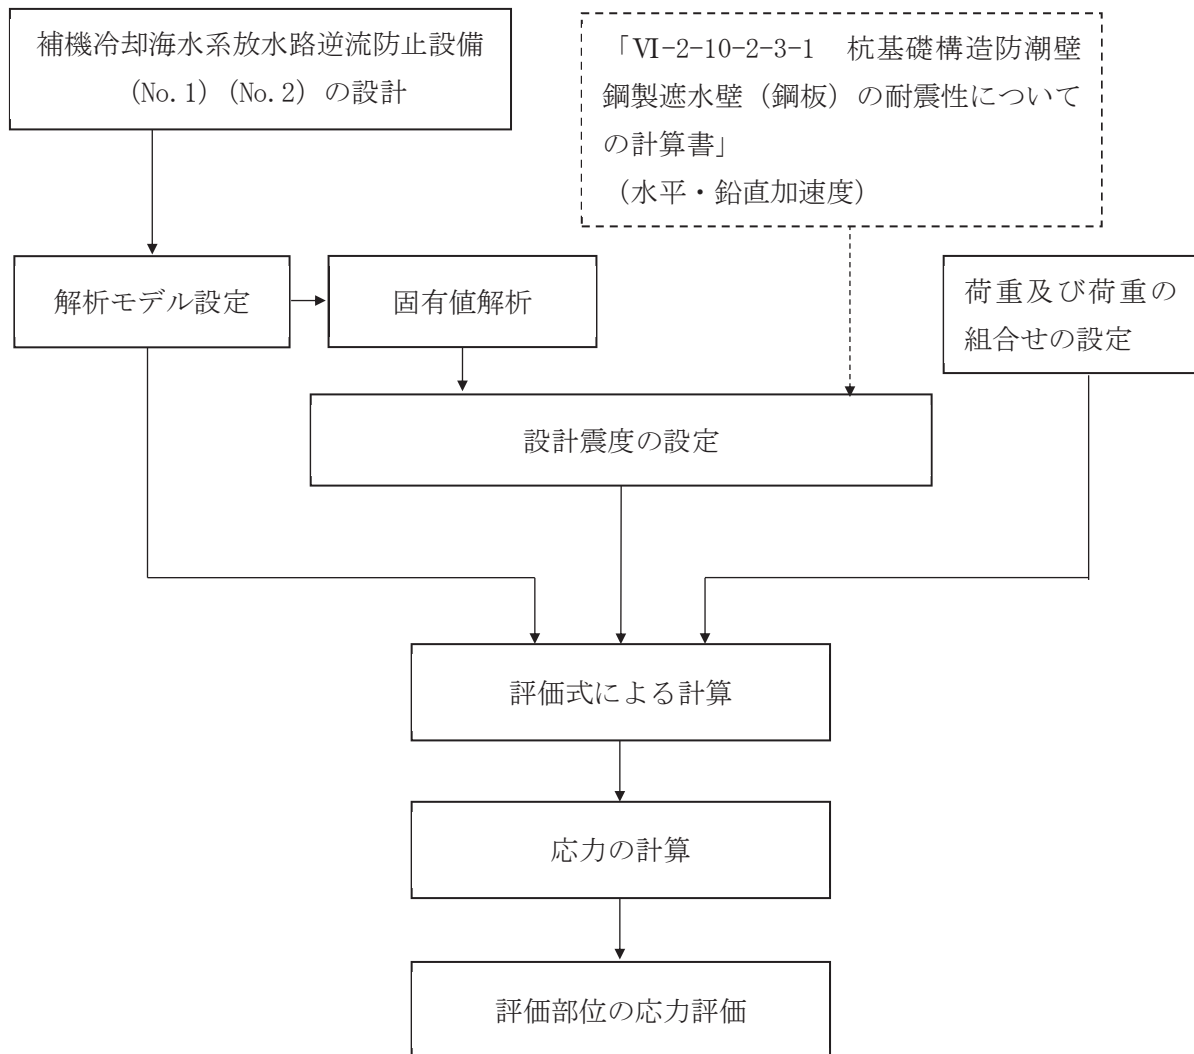 補機冷却海水系放水路逆流防止設備
(No.1)(No.2)の設計
「Ⅵ-2-10-2-3-1　杭基礎構造防潮壁
鋼製遮水壁（鋼板）の耐震性について
の計算書」
（水平・鉛直加速度）
解析モデル設定
固有値解析
荷重及び荷重の
組合せの設定
設計震度の設定
評価式による計算
応力の計算
評価部位の応力評価